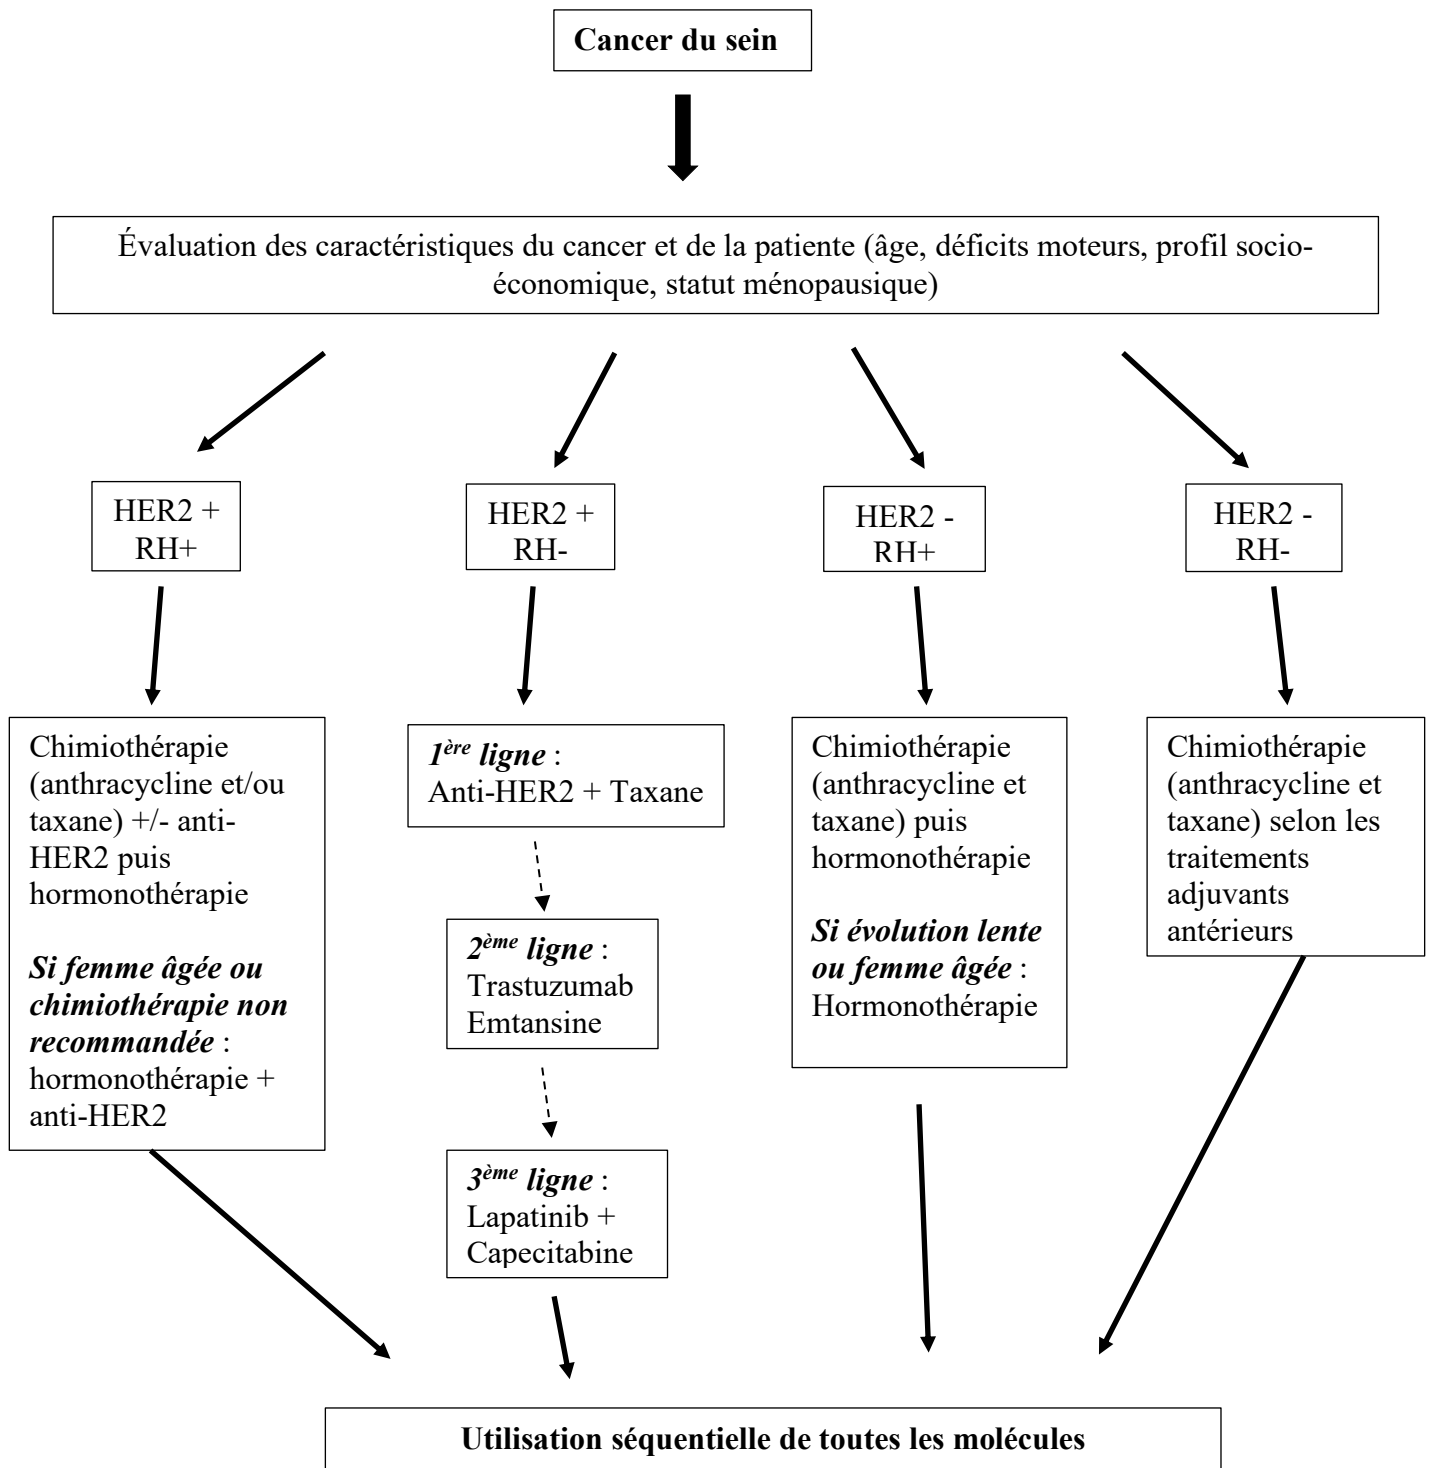 Cancer du sein
Évaluation des caractéristiques du cancer et de la patiente (âge, déficits moteurs, profil socio-
économique, statut ménopausique)
HER2 +
RH+
HER2 +
RH-
HER2 -
RH+
HER2 -
RH-
Chimiothérapie
(anthracycline et/ou
taxane) +/- anti-
HER2 puis
hormonothérapie
Si femme âgée ou
chimiothérapie non
recommandée :
hormonothérapie +
anti-HER2
1ère ligne :
Anti-HER2 + Taxane
2ème ligne :
Trastuzumab
Emtansine
3ème ligne :
Lapatinib +
Capecitabine
Chimiothérapie
(anthracycline et
taxane) puis
hormonothérapie
Si évolution lente
ou femme âgée :
Hormonothérapie
Chimiothérapie
(anthracycline et
taxane) selon les
traitements
adjuvants
antérieurs
Utilisation séquentielle de toutes les molécules